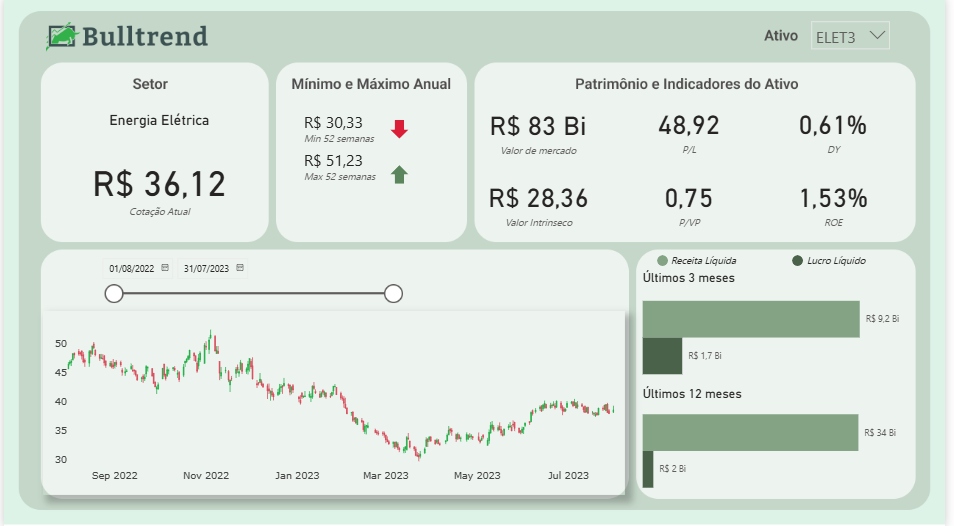 Bulltrend
Ativo
ELET3
Setor
Energia Elétrica
R$ 36,12
Cotação Atual
Mínimo e Máximo Anual
R$ 30,33
Min 52 semanas
R$ 51,23
Max 52 semanas
Patrimônio e Indicadores do Ativo
R$ 83 Bi
Valor de mercado
48,92
P/L
0,61%
DY
R$ 28,36
Valor Intrínseco
0,75
P/VP
1,53%
ROE
01/08/2022
31/07/2023
50
45
40
35
30
Sep 2022
Nov 2022
Jan 2023
Mar 2023
May 2023
Jul 2023
Receita Líquida
Lucro Líquido
Últimos 3 meses
R$ 9,2 Bi
R$ 1,7 Bi
Últimos 12 meses
R$ 34 Bi
R$ 2 Bi